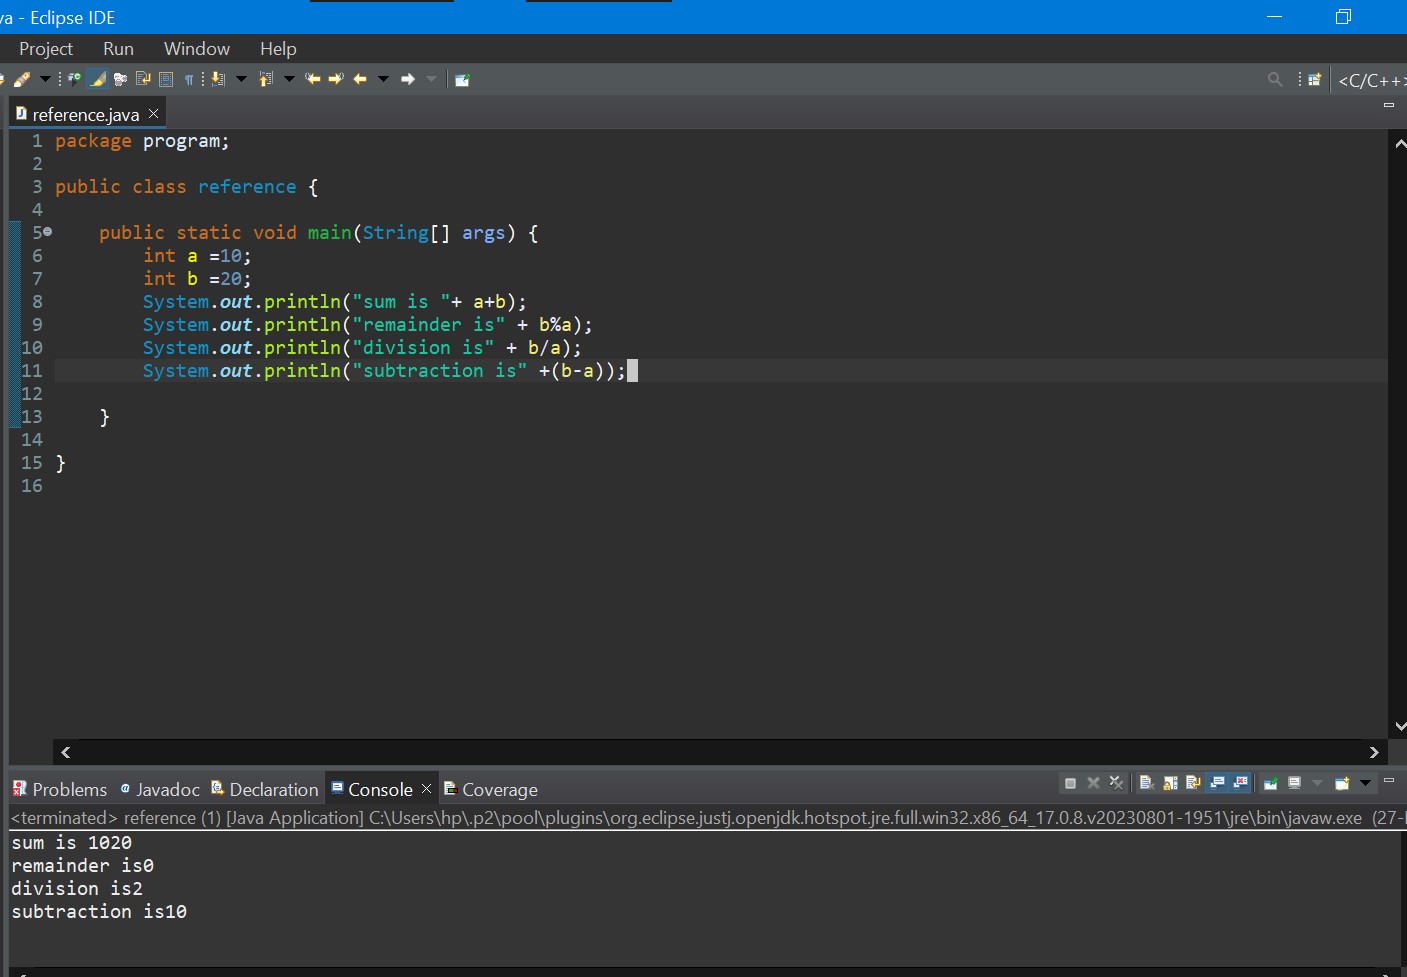 va - Eclipse IDE
Project Run Window Help
<C/C++>
reference.java
1 package program;
2
3 public class reference {
4
5 public static void main(String[] args) {
6 int a =10;
7 int b =20;
8 System.out.println("sum is "+ a+b);
9 System.out.println("remainder is" + b%a);
10 System.out.println("division is" + b/a);
11 System.out.println("subtraction is" +(b-a));
12
13 }
14
15 }
16
Problems Javadoc Declaration Console Coverage
<terminated> reference (1) [Java Application] C:\Users\hp\.p2\pool\plugins\org.eclipse.justj.openjdk.hotspot.jre.full.win32.x86_64_17.0.8.v20230801-1951\jre\bin\javaw.exe (27-
sum is 1020
remainder is0
division is2
subtraction is10